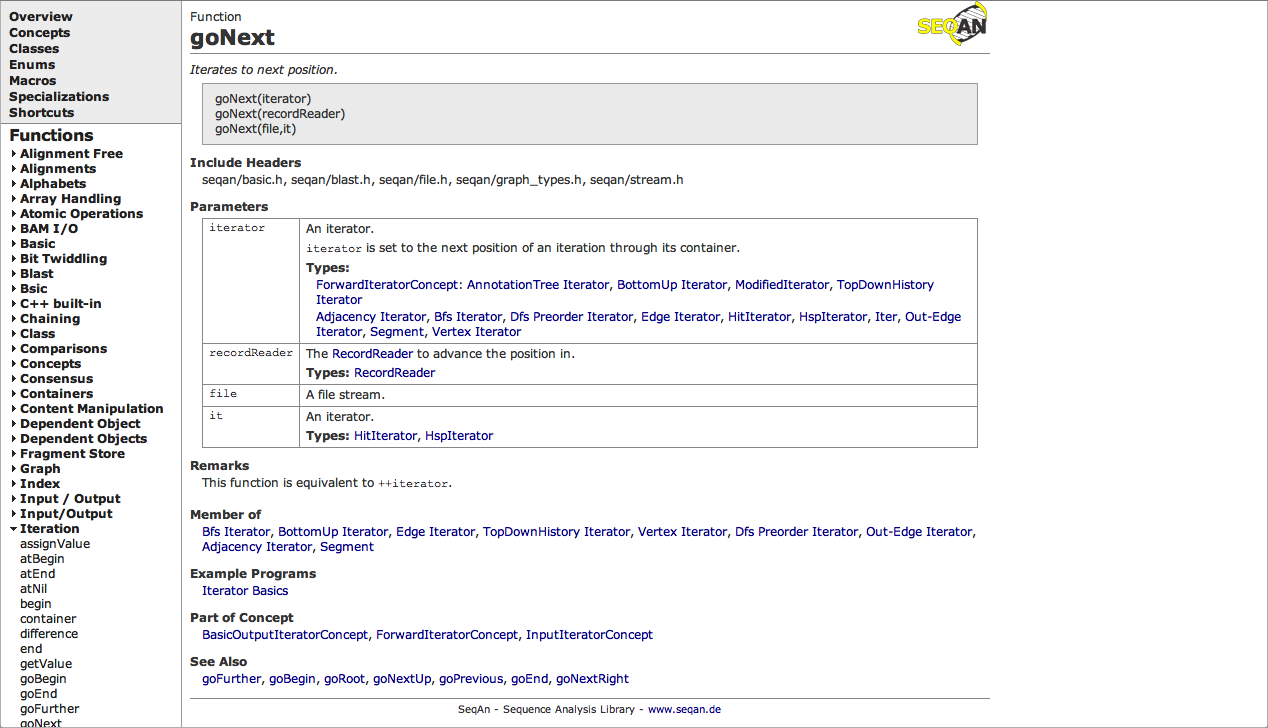 Overview
Concepts
Classes
Enums
Macros
Specializations
Shortcuts
Functions
Alignment Free
Alignments
Alphabets
Array Handling
Atomic Operations
BAM I/O
Basic
Bit Twiddling
Blast
Bsic
C++ built-in
Chaining
Class
Comparisons
Concepts
Consensus
Containers
Content Manipulation
Dependent Object
Dependent Objects
Fragment Store
Graph
Index
Input / Output
Input/Output
Iteration
assignValue
atBegin
atEnd
atNil
begin
container
difference
end
getValue
goBegin
goEnd
goFurther
goNext
Function
goNext
SEQAN
Iterates to next position.
goNext(iterator)
goNext(recordReader)
goNext(file,it)
Include Headers
seqan/basic.h, seqan/blast.h, seqan/file.h, seqan/graph_types.h, seqan/stream.h
Parameters
iterator
An iterator.
iterator is set to the next position of an iteration through its container.
Types:
ForwardIteratorConcept: AnnotationTree Iterator, BottomUp Iterator, ModifiedIterator, TopDownHistory
Iterator
Adjacency Iterator, Bfs Iterator, Dfs Preorder Iterator, Edge Iterator, HitIterator, HspIterator, Iter, Out-Edge
Iterator, Segment, Vertex Iterator
recordReader
The RecordReader to advance the position in.
Types: RecordReader
file
A file stream.
it
An iterator.
Types: HitIterator, HspIterator
Remarks
This function is equivalent to ++iterator.
Member of
Bfs Iterator, BottomUp Iterator, Edge Iterator, TopDownHistory Iterator, Vertex Iterator, Dfs Preorder Iterator, Out-Edge Iterator,
Adjacency Iterator, Segment
Example Programs
Iterator Basics
Part of Concept
BasicOutputIteratorConcept, ForwardIteratorConcept, InputIteratorConcept
See Also
goFurther, goBegin, goRoot, goNextUp, goPrevious, goEnd, goNextRight
SeqAn - Sequence Analysis Library - www.seqan.de